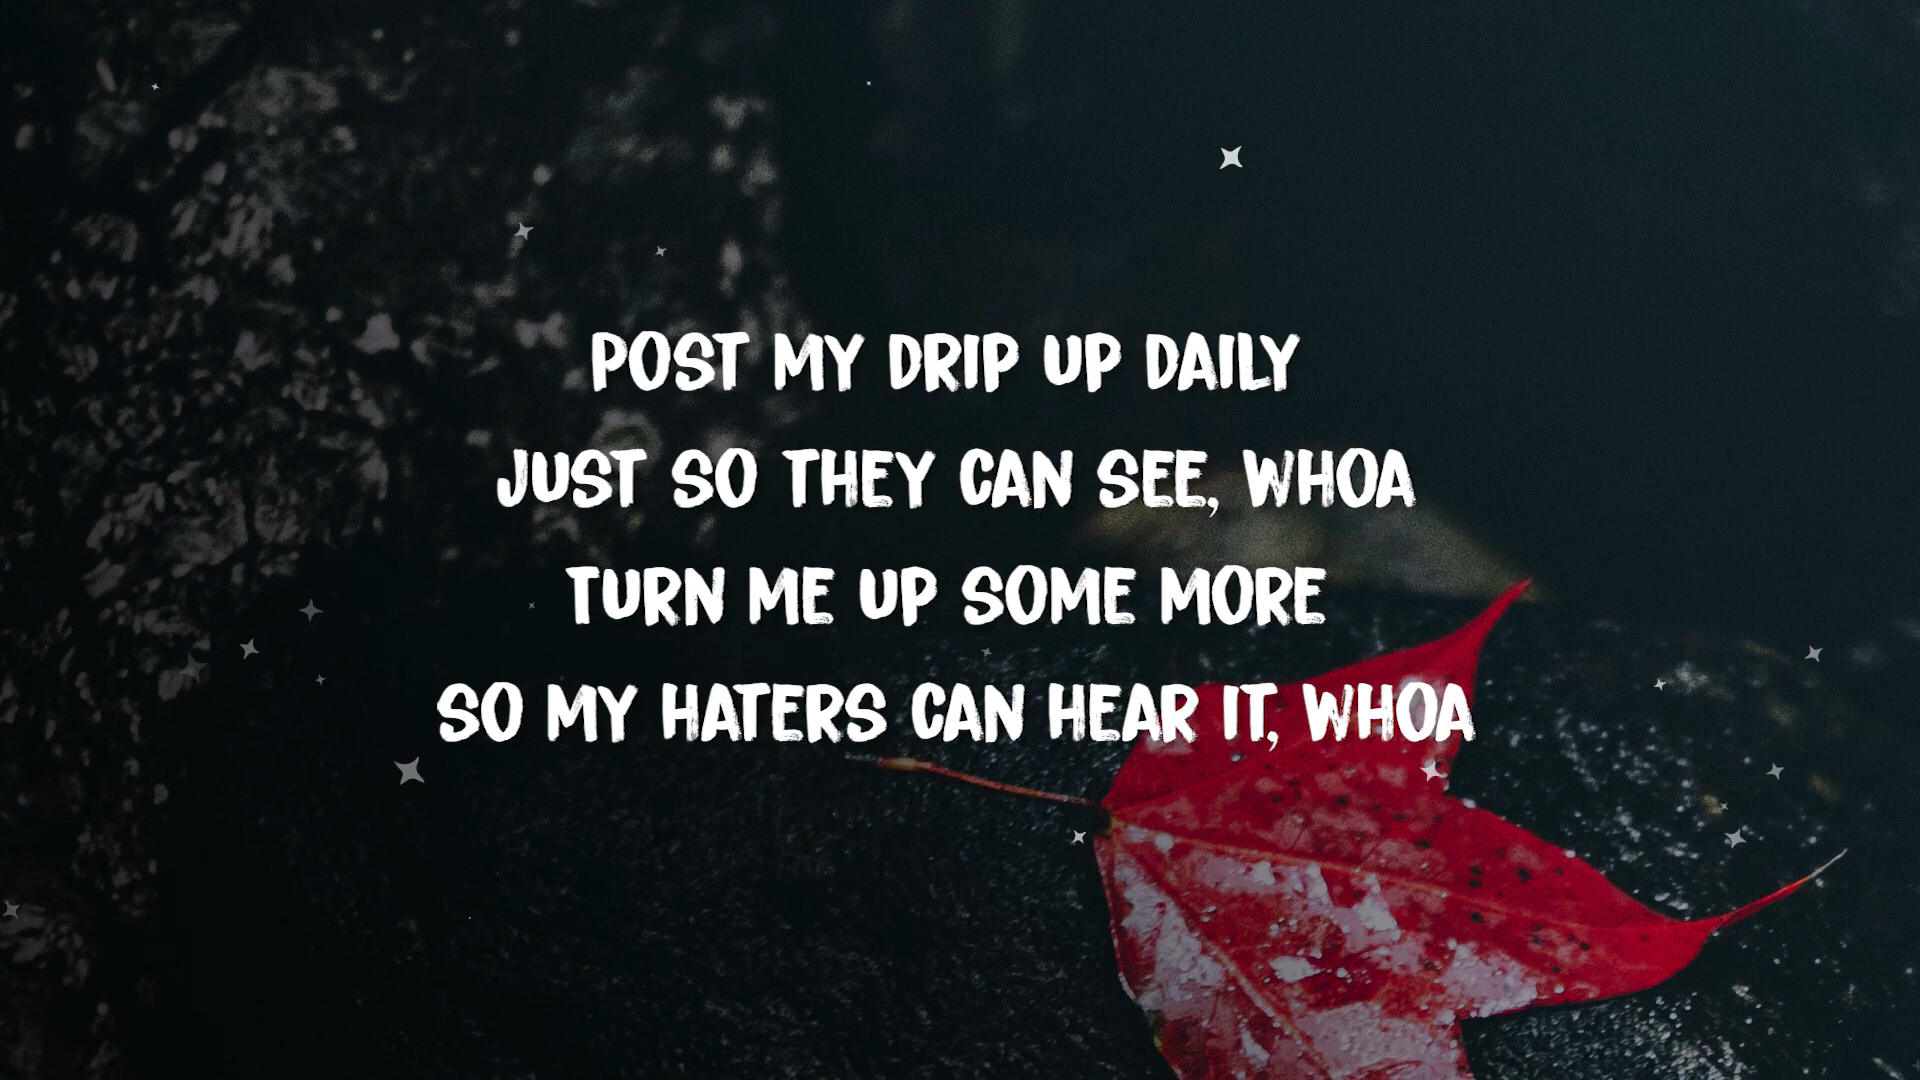 POST MY DRIP UP DAILY
JUST SO THEY CAN SEE, WHOA
TURN ME UP SOME MORE
SO MY HATERS CAN HEAR IT, WHOA